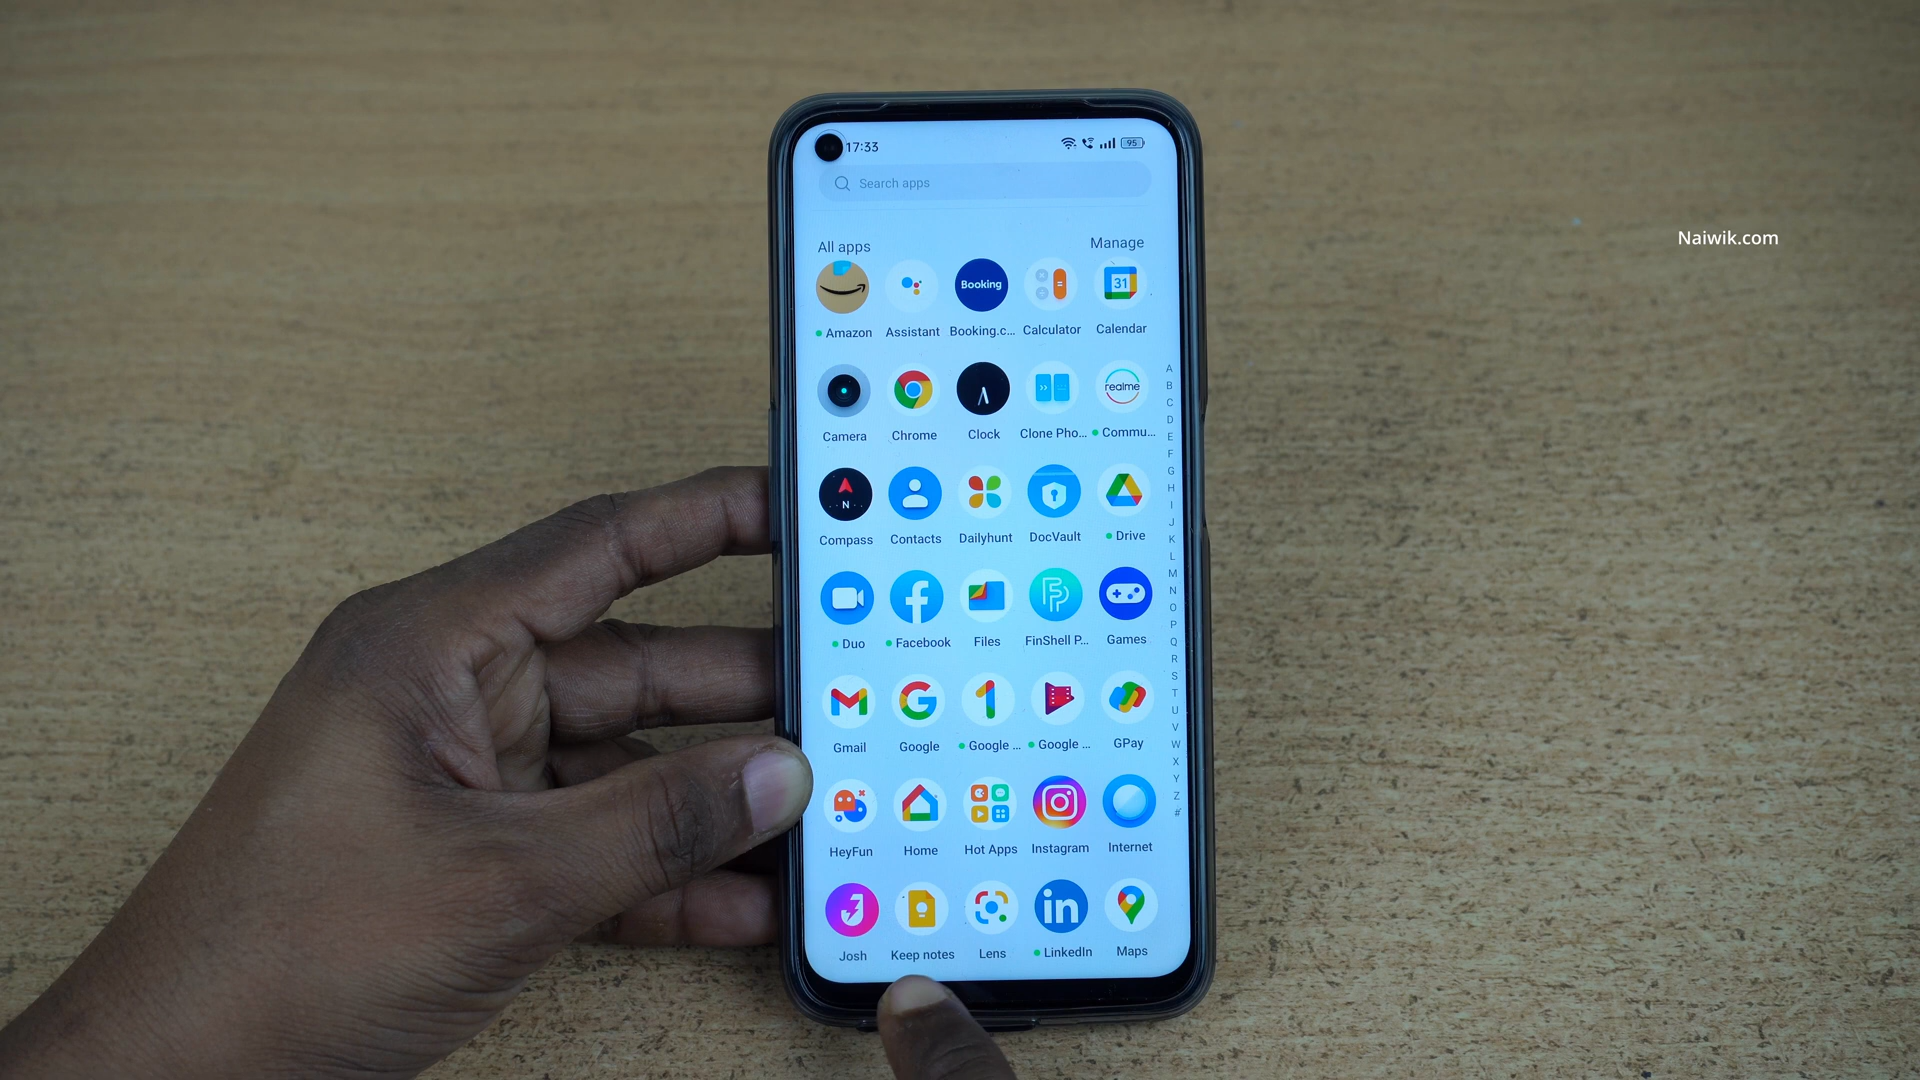 17:33 95
Search apps
All apps Manage
Booking 31
Amazon Assistant Booking.c... Calculator Calendar
realme
Camera Chrome Clock Clone Pho... Commu...
N
Compass Contacts Dailyhunt DocVault Drive
Duo Facebook Files FinShell P... Games
Gmail Google Google ... Google ... GPay
HeyFun Home Hot Apps Instagram Internet
in
Josh Keep notes Lens LinkedIn Maps
A
B
C
D
E
F
G
H
I
J
K
L
M
N
O
P
Q
R
S
T
U
V
W
X
Y
Z
#
Naiwik.com